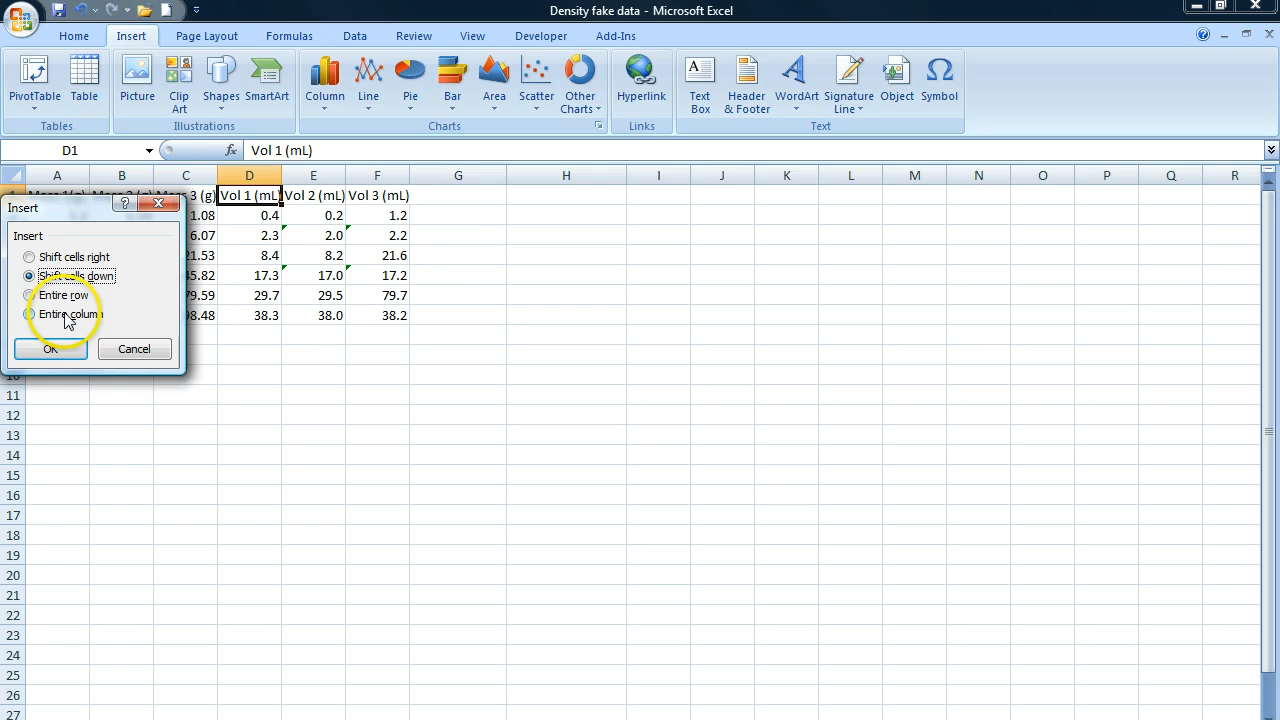 Density fake data - Microsoft Excel
Home Insert Page Layout Formulas Data Review View Developer Add-Ins
PivotTable Table Picture Clip Art Shapes SmartArt Column Line Pie Bar Area Scatter Other Charts Hyperlink Text Box Header & Footer WordArt Signature Line Object Symbol
Tables Illustrations Charts Links Text
D1 fx Vol 1 (mL)
A B C D E F G H I J K L M N O P Q R
3 (g) Vol 1 (mL) Vol 2 (mL) Vol 3 (mL)
1.08 0.4 0.2 1.2
6.07 2.3 2.0 2.2
21.53 8.4 8.2 21.6
45.82 17.3 17.0 17.2
79.59 29.7 29.5 79.7
98.48 38.3 38.0 38.2
Insert
Insert
Shift cells right
Shift cells down
Entire row
Entire column
OK Cancel
11
12
13
14
15
16
17
18
19
20
21
22
23
24
25
26
27